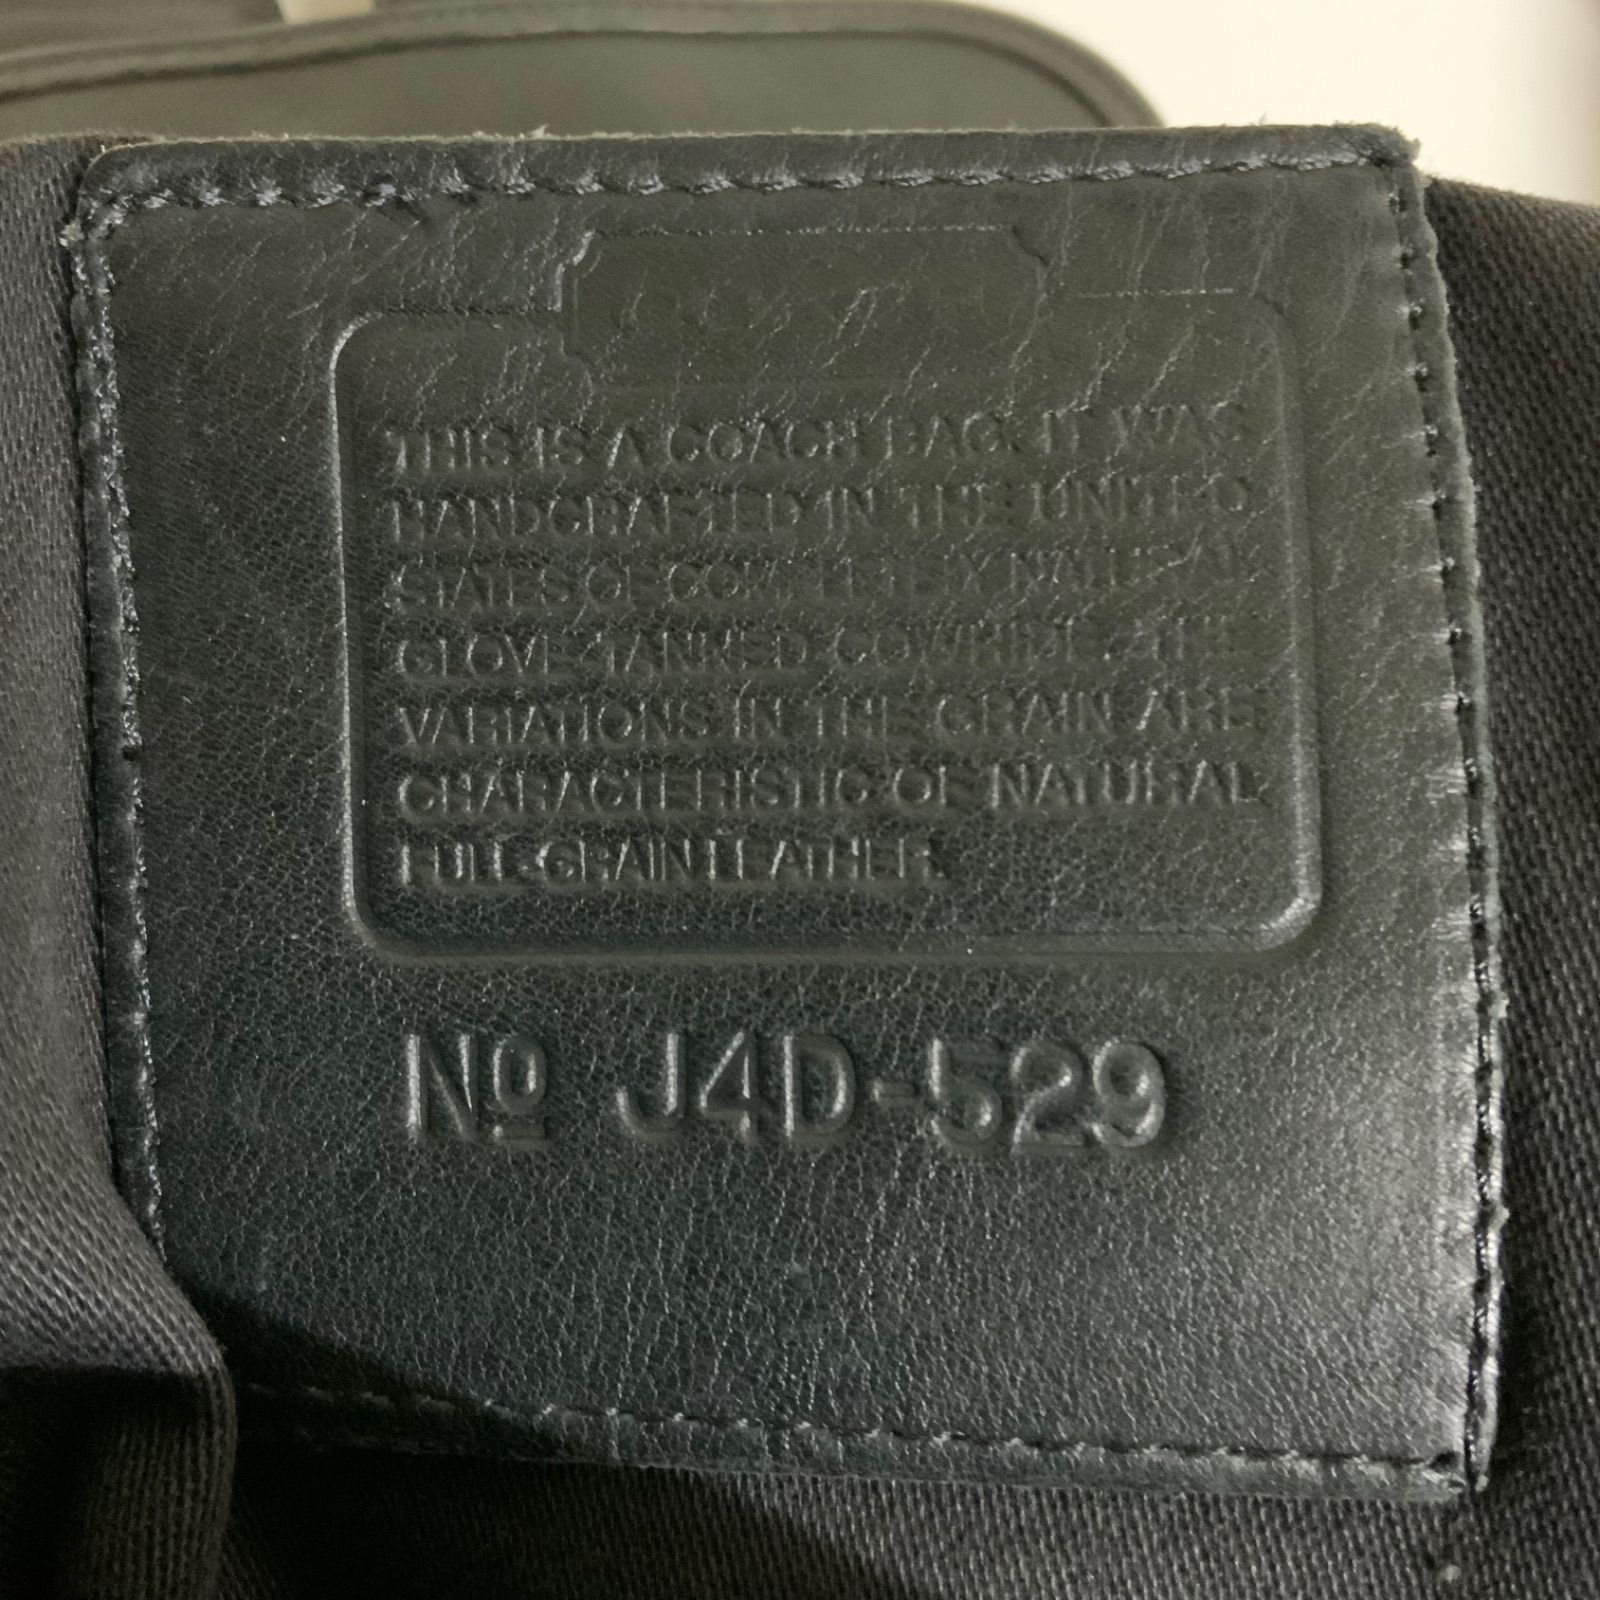 THIS IS A COACH BAG. IT WAS
HANDCRAFTED IN THE UNITED
STATES OF COMPLETELY NATURAL
GLOVE-TANNED COWHIDE. THE
VARIATIONS IN THE GRAIN ARE
CHARACTERISTIC OF NATURAL
FULL-GRAIN LEATHER.
Nº J4D-529